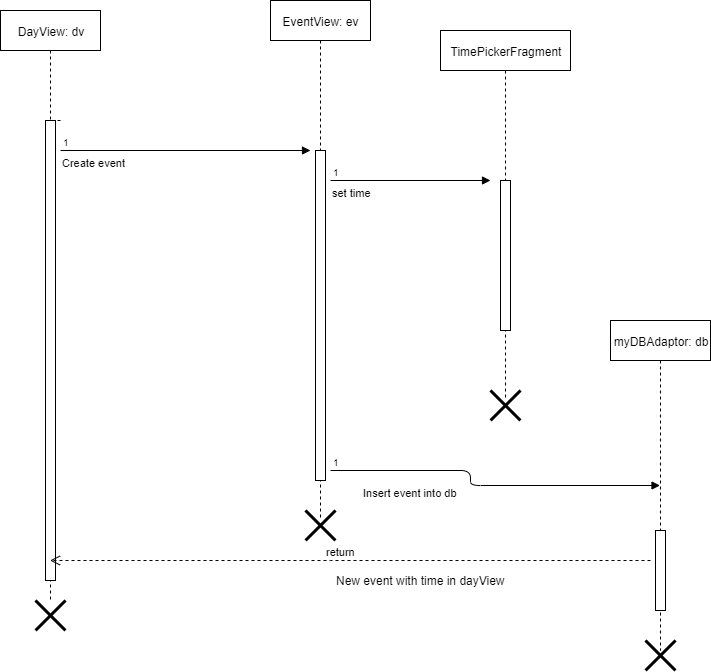 DayView: dv
EventView: ev
TimePickerFragment
1
Create event
1
set time
myDBAdaptor: db
1
Insert event into db
return
New event with time in dayView